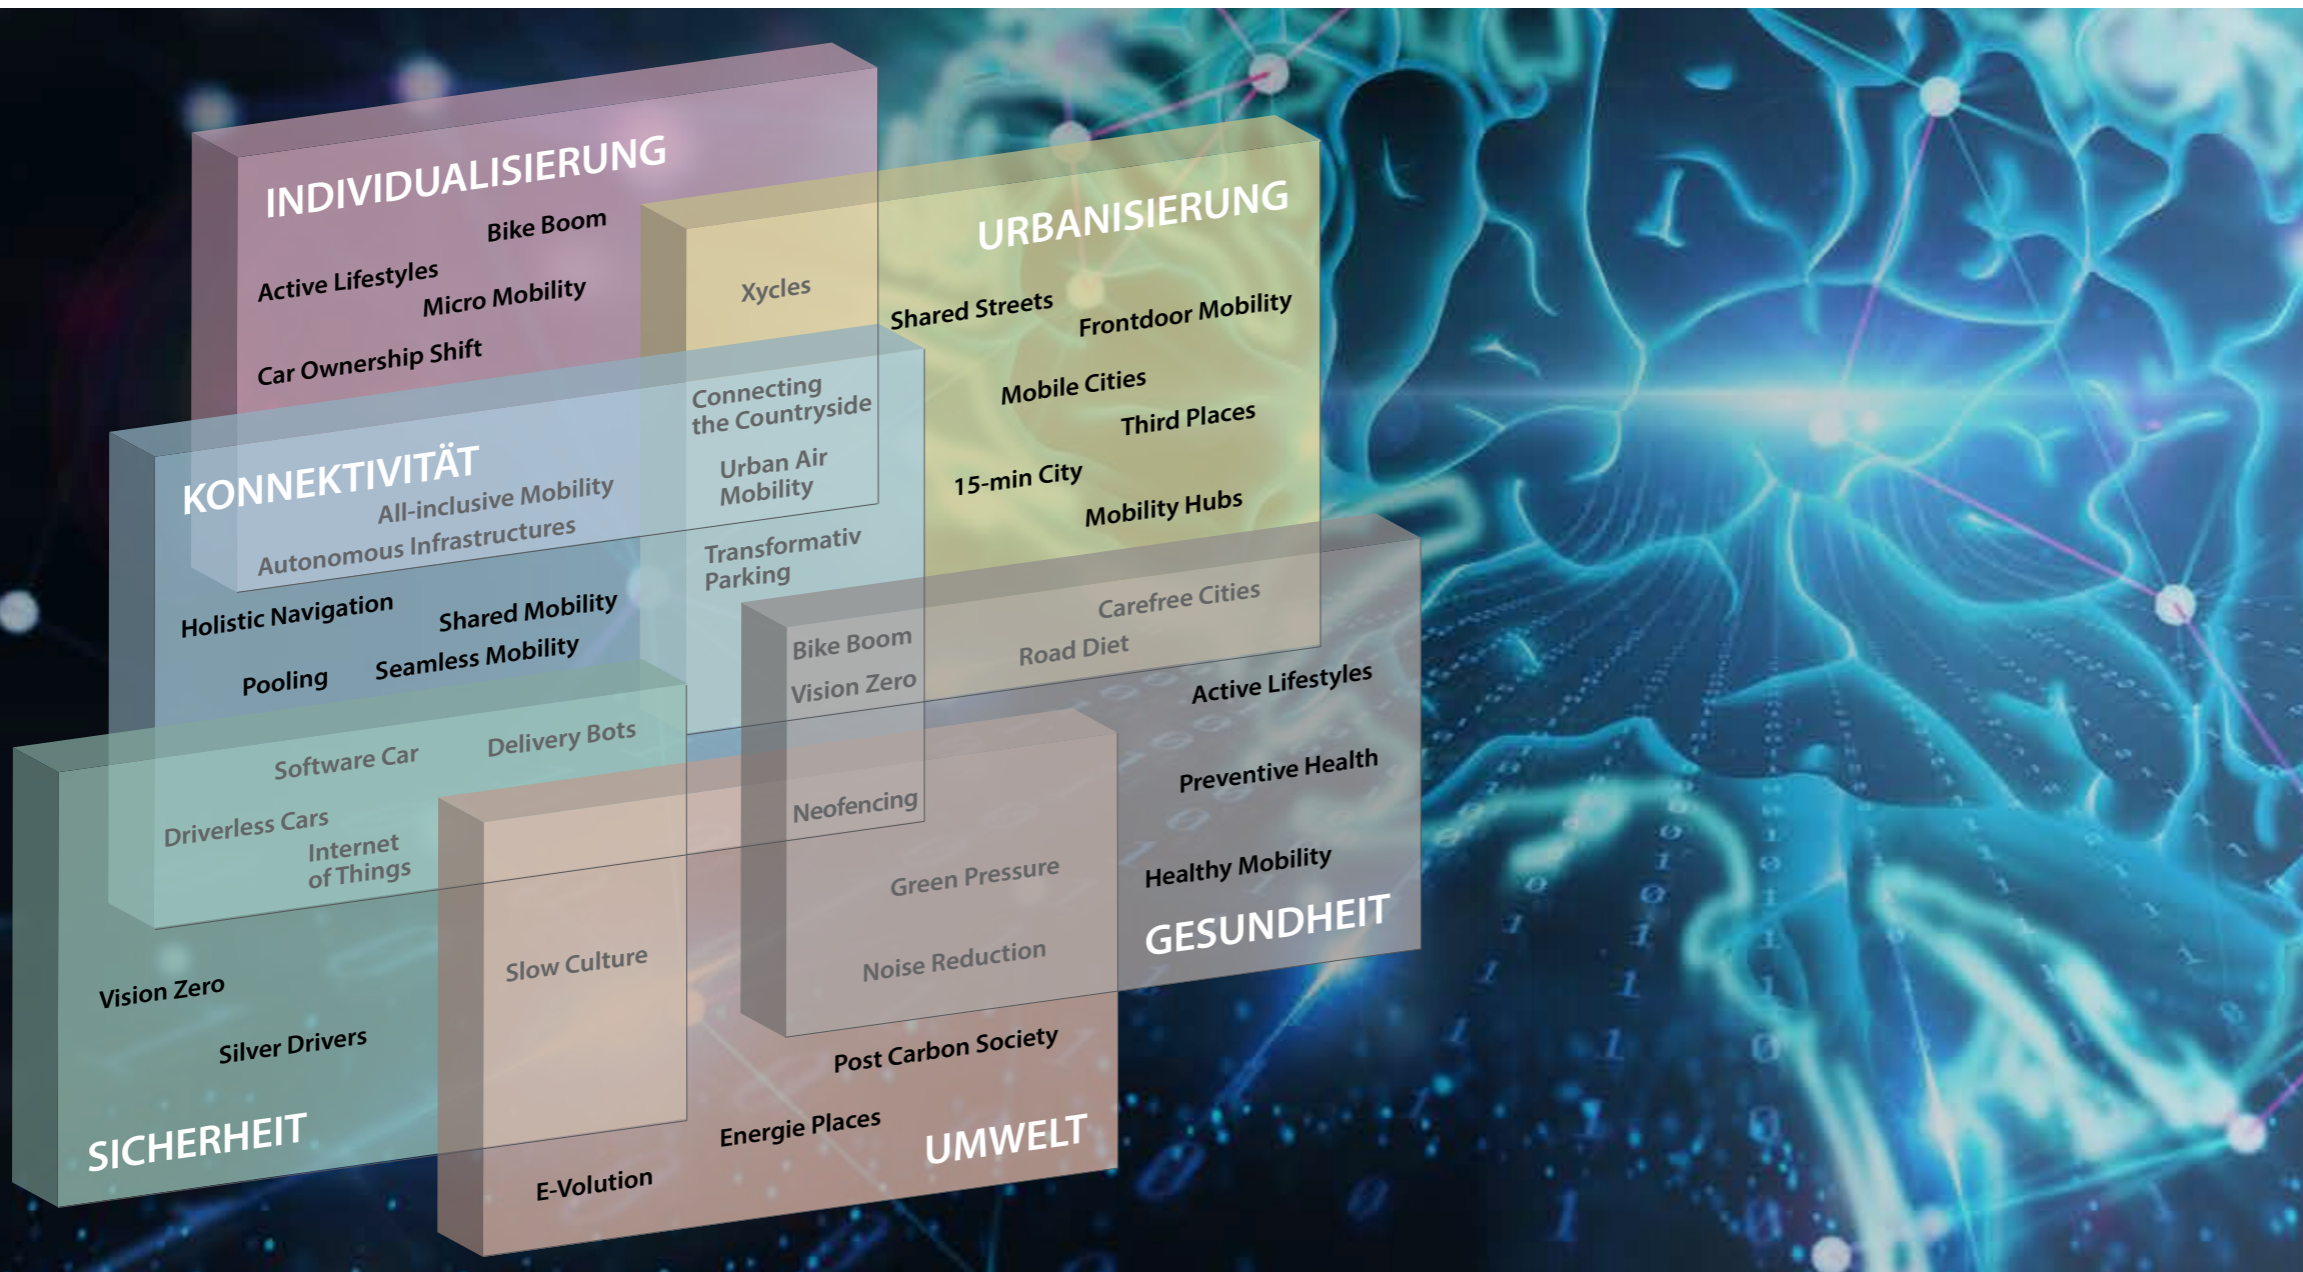 INDIVIDUALISIERUNG
Bike Boom
Active Lifestyles
Micro Mobility
Car Ownership Shift
URBANISIERUNG
Xycles
Shared Streets
Frontdoor Mobility
Mobile Cities
Third Places
15-min City
Mobility Hubs
Connecting
the Countryside
Urban Air
Mobility
Transformativ
Parking
KONNEKTIVITÄT
All-inclusive Mobility
Autonomous Infrastructures
Holistic Navigation
Shared Mobility
Seamless Mobility
Pooling
Carefree Cities
Road Diet
Bike Boom
Vision Zero
Neofencing
Active Lifestyles
Preventive Health
Healthy Mobility
GESUNDHEIT
Green Pressure
Noise Reduction
Software Car
Delivery Bots
Driverless Cars
Internet
of Things
Slow Culture
Vision Zero
Silver Drivers
SICHERHEIT
Post Carbon Society
Energie Places
UMWELT
E-Volution